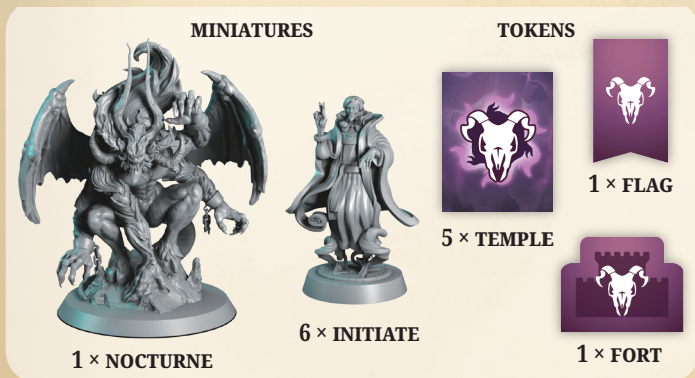 MINIATURES
1 × NOCTURNE
6 × INITIATE
TOKENS
5 × TEMPLE
1 × FLAG
1 × FORT